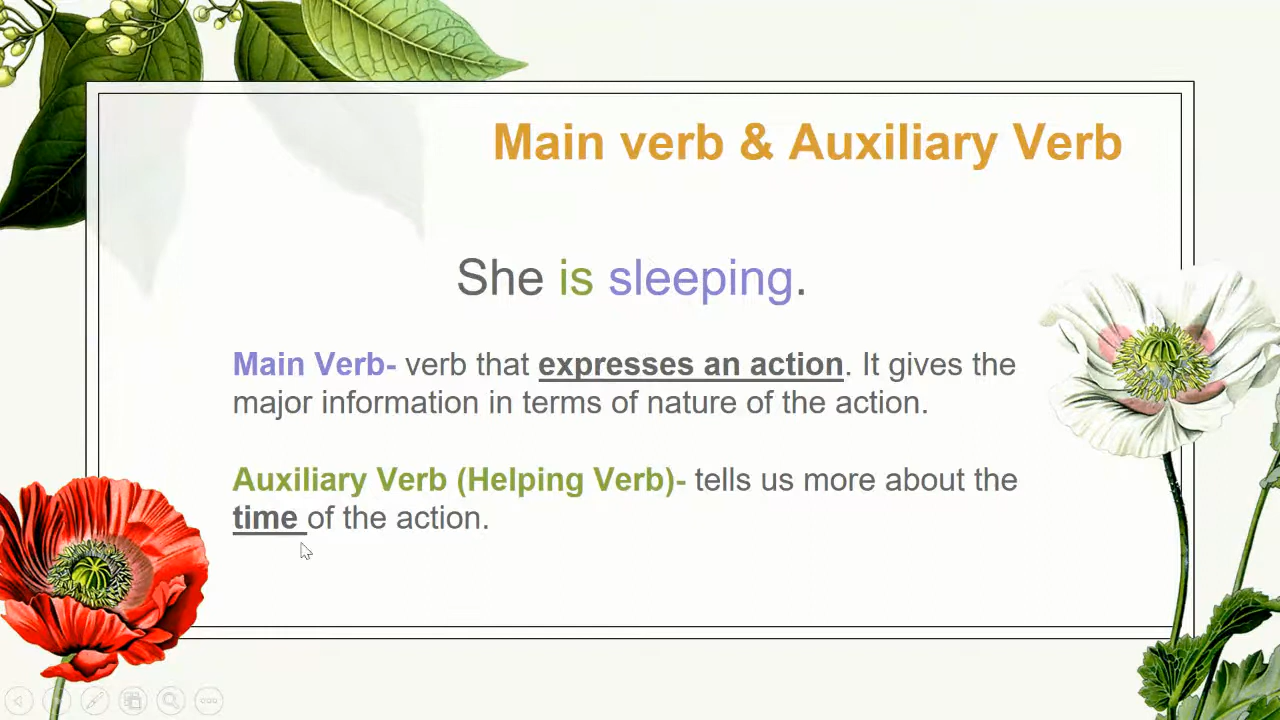 Main verb & Auxiliary Verb
She is sleeping.
Main Verb- verb that expresses an action. It gives the
major information in terms of nature of the action.
Auxiliary Verb (Helping Verb)- tells us more about the
time of the action.